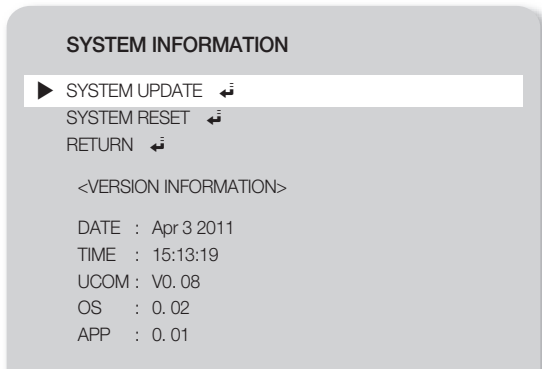 SYSTEM INFORMATION
▶ SYSTEM UPDATE ↵
SYSTEM RESET ↵
RETURN ↵
<VERSION INFORMATION>
DATE : Apr 3 2011
TIME : 15:13:19
UCOM : V0. 08
OS : 0. 02
APP : 0. 01